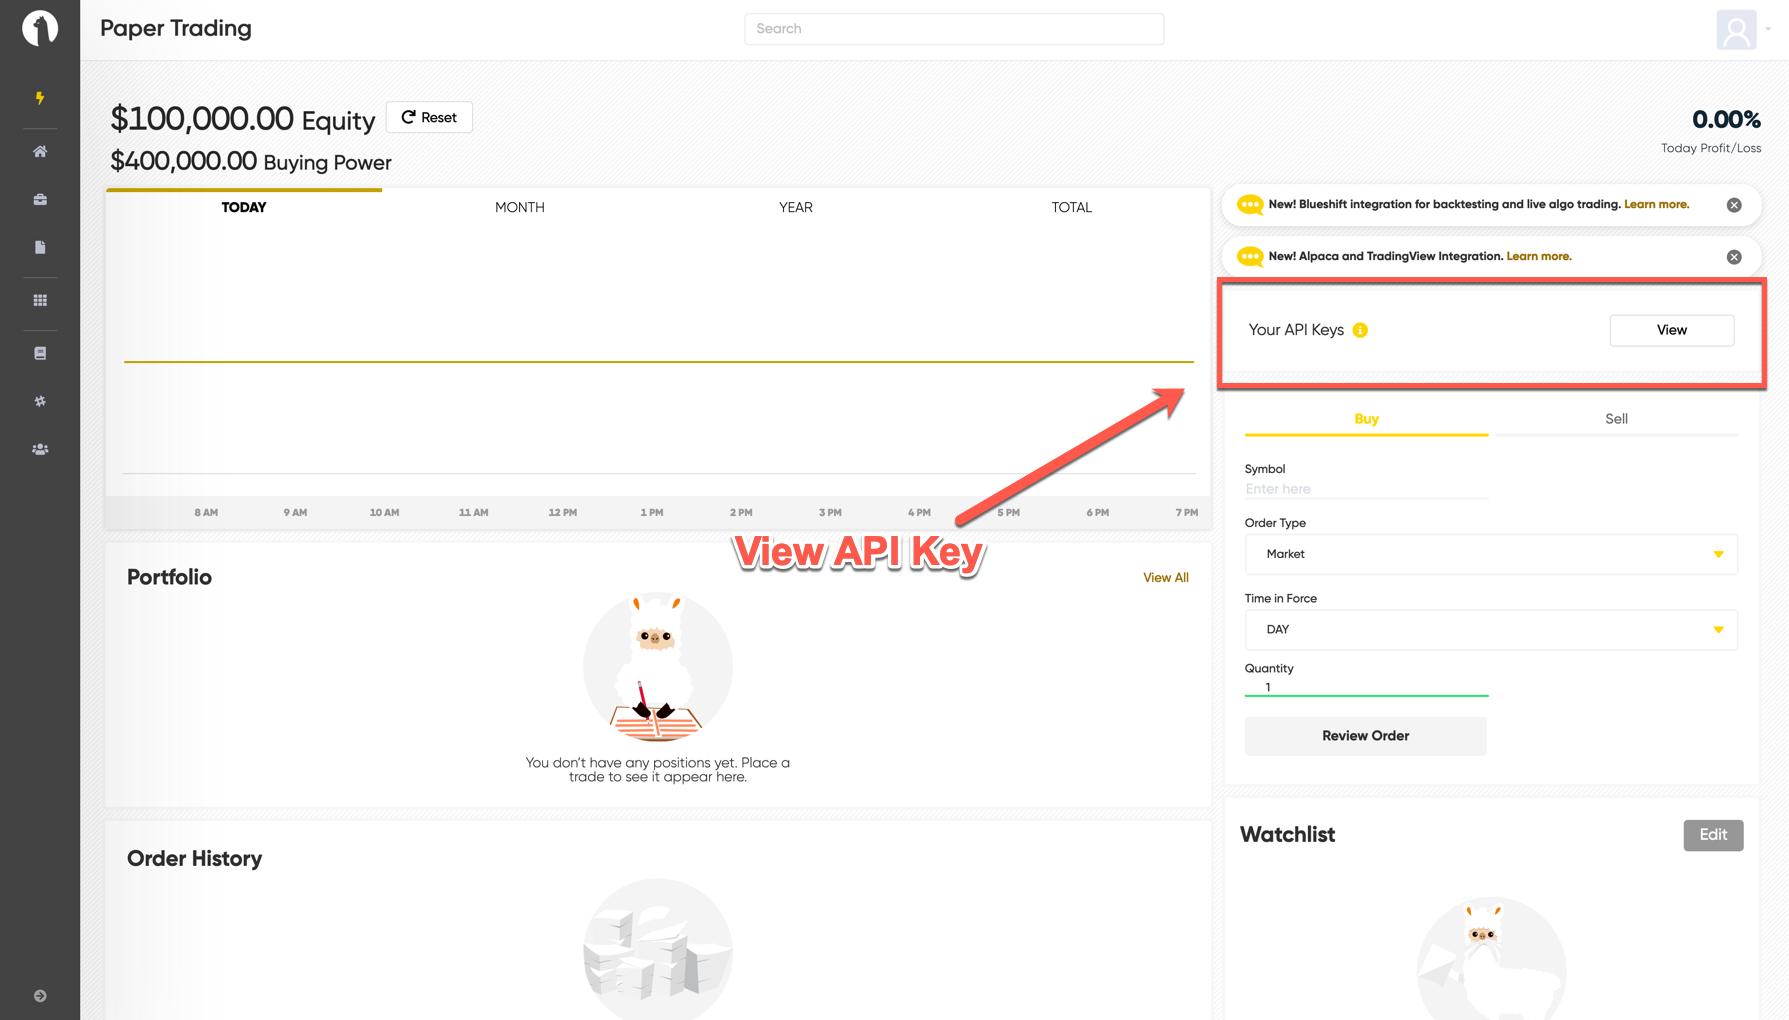 Paper Trading
Search
$100,000.00 Equity
Reset
$400,000.00 Buying Power
0.00%
Today Profit/Loss
TODAY MONTH YEAR TOTAL
8 AM 9 AM 10 AM 11 AM 12 PM 1 PM 2 PM 3 PM 4 PM 5 PM 6 PM 7 PM
New! Blueshift integration for backtesting and live algo trading. Learn more.
New! Alpaca and TradingView Integration. Learn more.
Your API Keys
View
View API Key
Buy Sell
Symbol
Enter here
Order Type
Market
Time in Force
DAY
Quantity
1
Review Order
Portfolio
View All
You don't have any positions yet. Place a
trade to see it appear here.
Order History
Watchlist
Edit